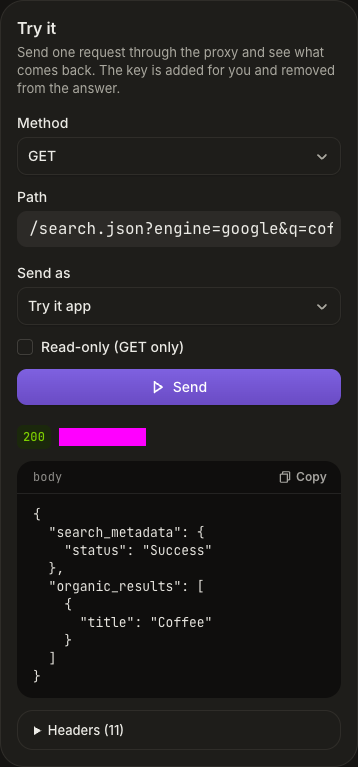 Try it
Send one request through the proxy and see what
comes back. The key is added for you and removed
from the answer.
Method
GET
Path
/search.json?engine=google&q=cof
Send as
Try it app
Read-only (GET only)
Send
200
body
Copy
{
  "search_metadata": {
    "status": "Success"
  },
  "organic_results": [
    {
      "title": "Coffee"
    }
  ]
}
Headers (11)